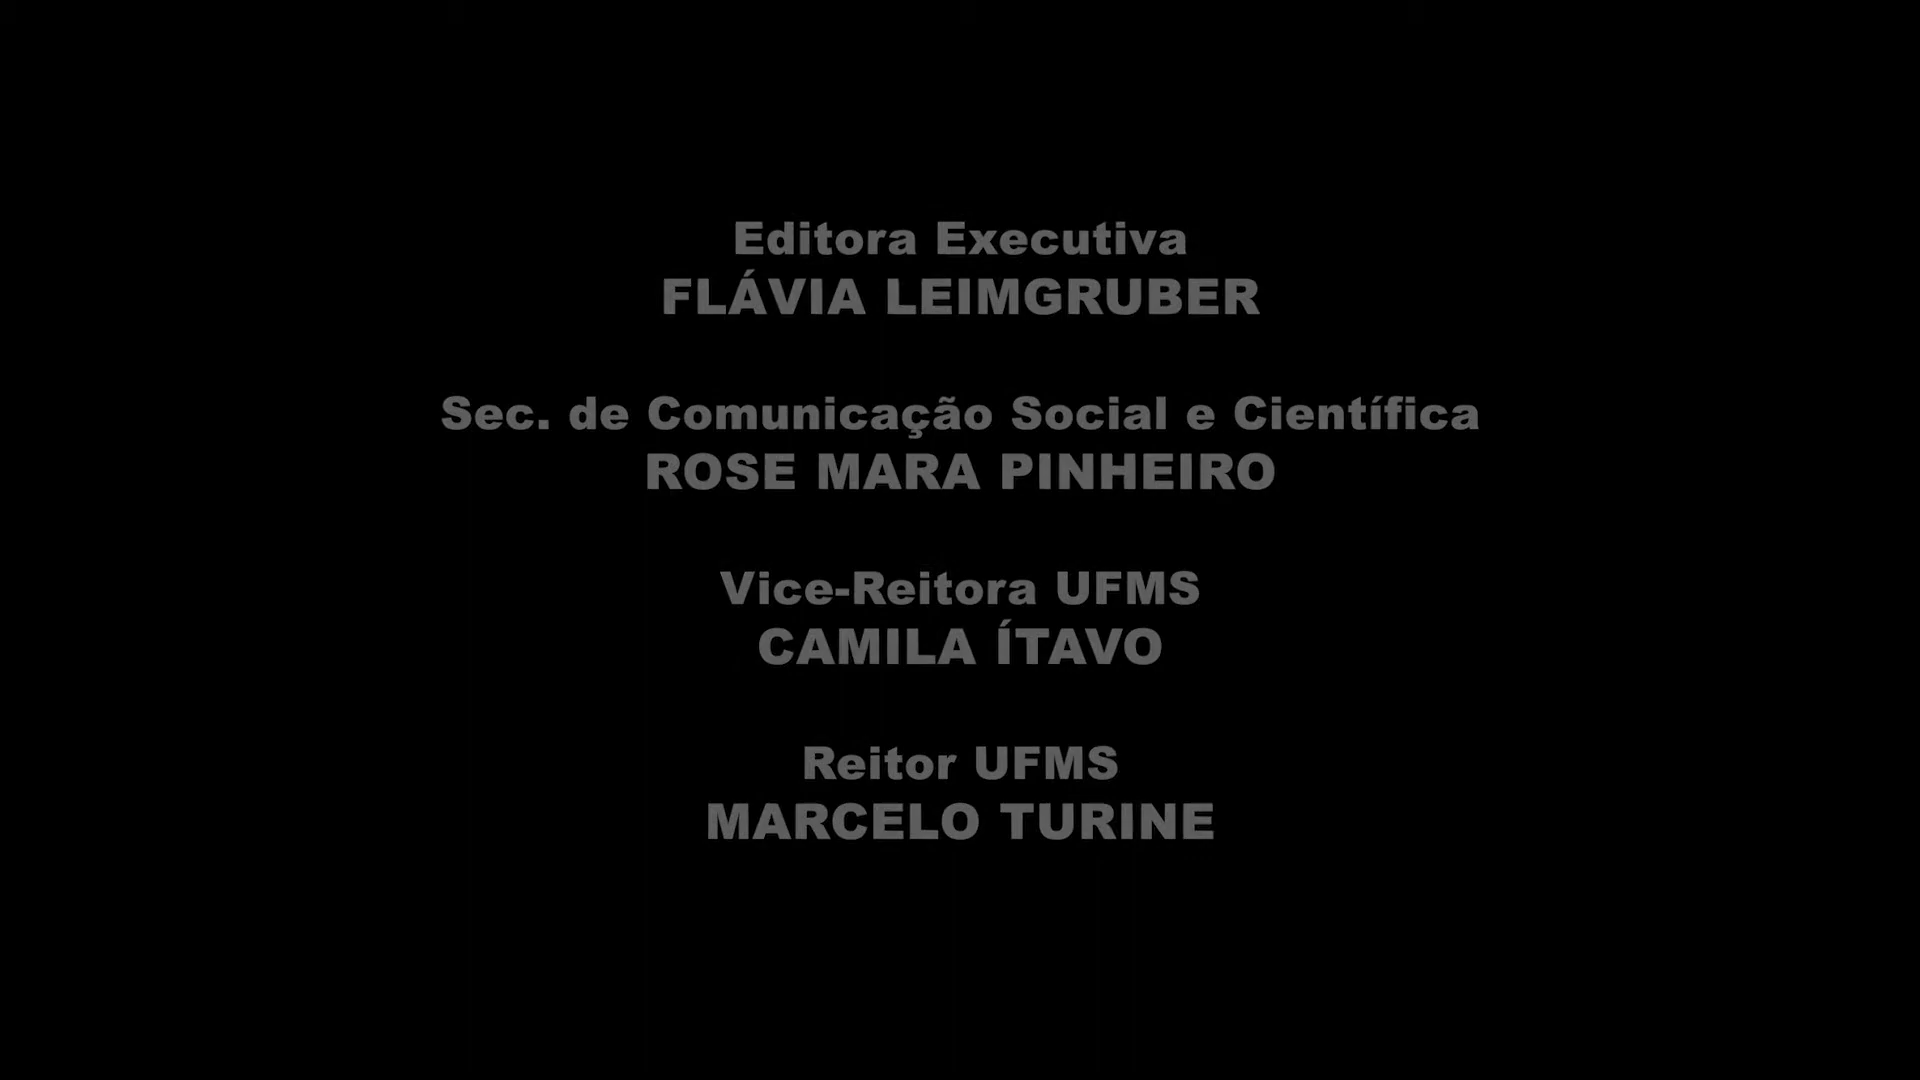 Editora Executiva
FLÁVIA LEIMGRUBER
Sec. de Comunicação Social e Científica
ROSE MARA PINHEIRO
Vice-Reitora UFMS
CAMILA ÍTAVO
Reitor UFMS
MARCELO TURINE